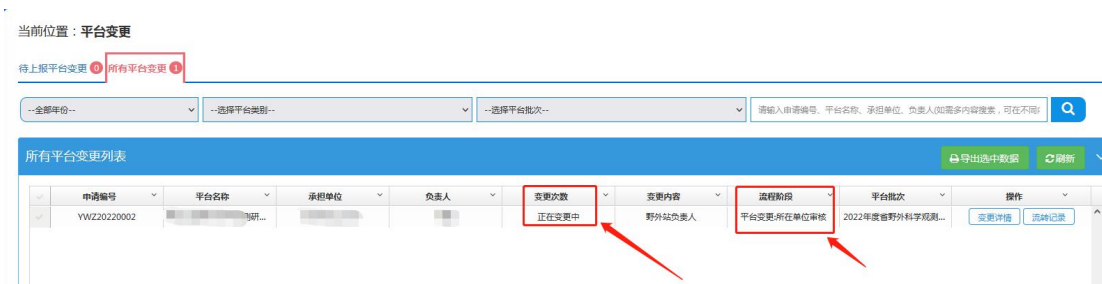 当前位置：平台变更
待上报平台变更 0 所有平台变更 1
--全部年份-- --选择平台类别-- --选择平台批次-- 请输入申请编号、平台名称、承担单位、负责人(如需多内容搜索，可在不同
所有平台变更列表 导出选中数据 刷新
申请编号 平台名称 承担单位 负责人 变更次数 变更内容 流程阶段 平台批次 操作
YWZ20220002 测研... 正在变更中 野外站负责人 平台变更:所在单位审核 2022年度省野外科学观测... 变更详情 流转记录